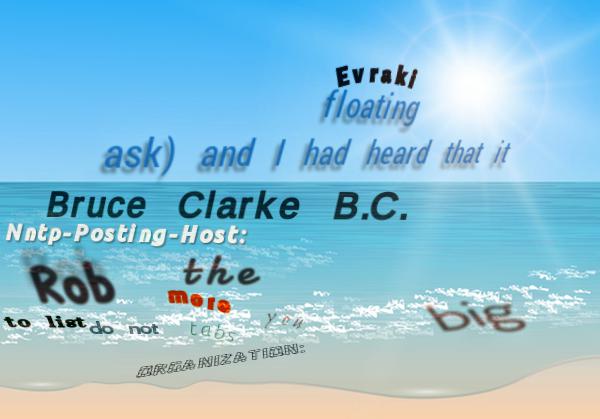 Evraki
floating
ask) and I had heard that it
Bruce Clarke B.C.
Nntp-Posting-Host:
Rob the
more
to list do not tabs you big
ORGANIZATION: